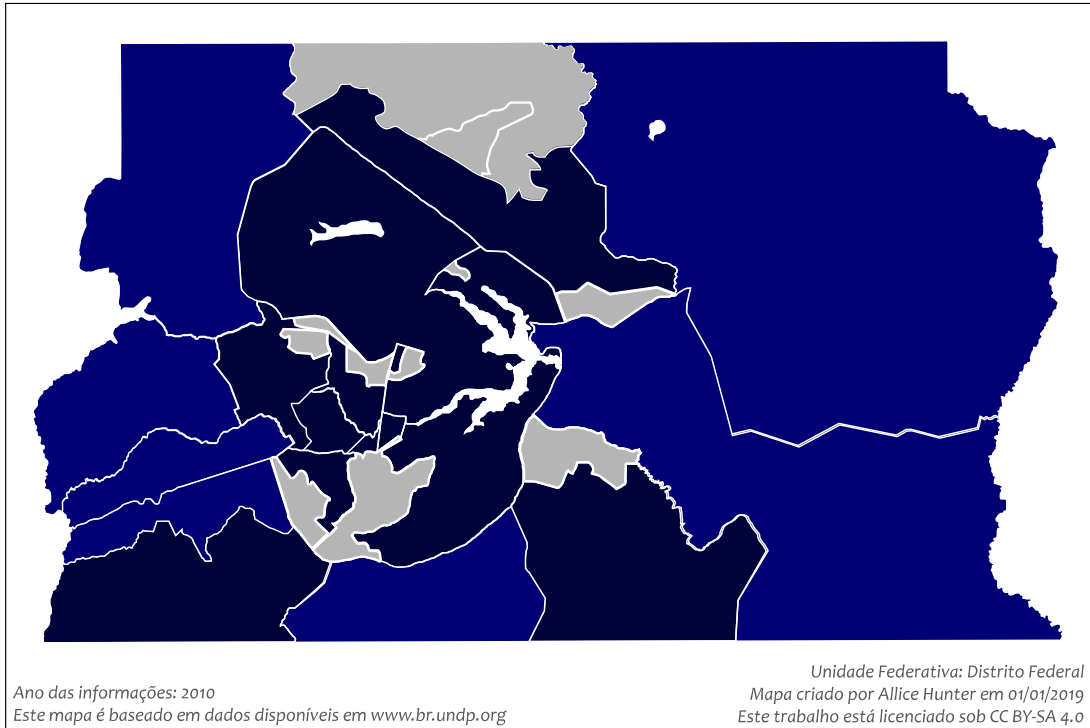 Ano das informações: 2010
Este mapa é baseado em dados disponíveis em www.br.undp.org
Unidade Federativa: Distrito Federal
Mapa criado por Allice Hunter em 01/01/2019
Este trabalho está licenciado sob CC BY-SA 4.0